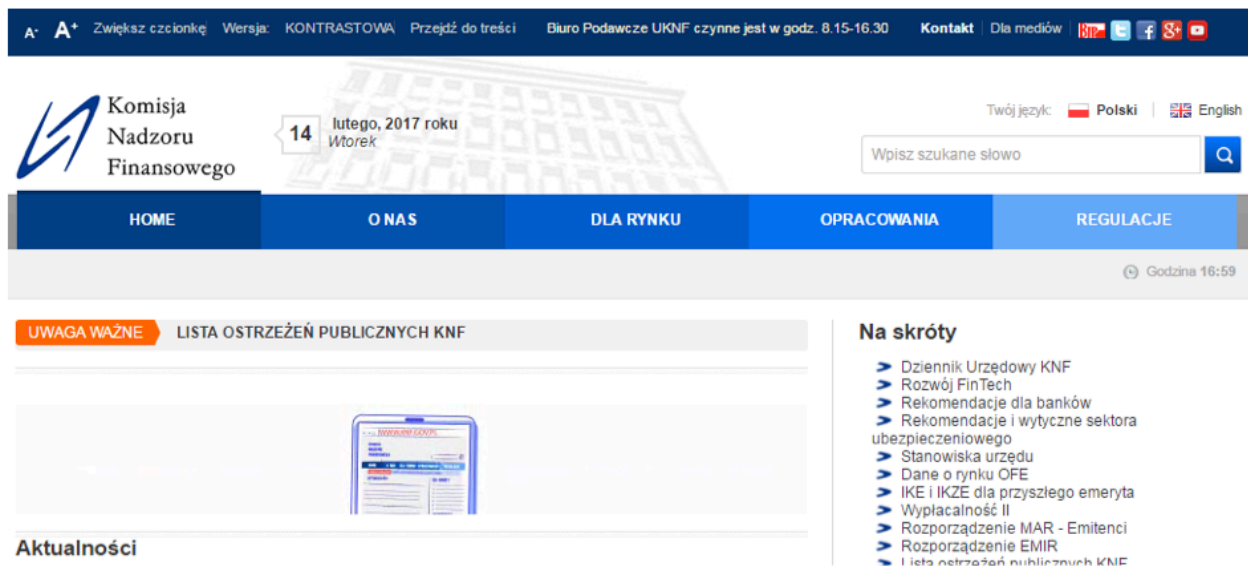 A- A+ Zwiększ czcionkę Wersja: KONTRASTOWA Przejdź do treści Biuro Podawcze UKNF czynne jest w godz. 8.15-16.30 Kontakt Dla mediów
Komisja
Nadzoru
Finansowego
14 lutego, 2017 roku
Wtorek
Twój język: Polski English
Wpisz szukane słowo
HOME O NAS DLA RYNKU OPRACOWANIA REGULACJE
Godzina 16:59
UWAGA WAŻNE LISTA OSTRZEŻEŃ PUBLICZNYCH KNF
Aktualności
Na skróty
Dziennik Urzędowy KNF
Rozwój FinTech
Rekomendacje dla banków
Rekomendacje i wytyczne sektora
ubezpieczeniowego
Stanowiska urzędu
Dane o rynku OFE
IKE i IKZE dla przyszłego emeryta
Wypłacalność II
Rozporządzenie MAR - Emitenci
Rozporządzenie EMIR
Lista ostrzeżeń publicznych KNF